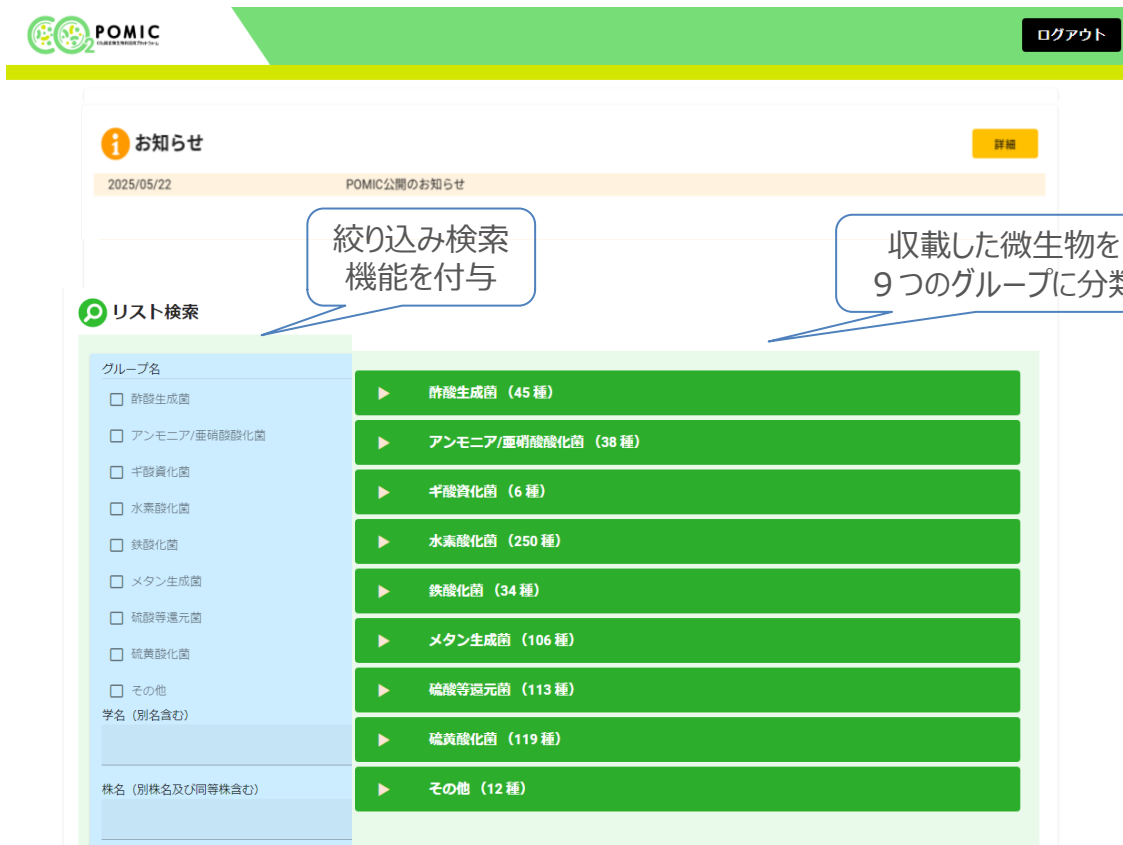 CO2 POMIC
ログアウト
お知らせ
詳細
2025/05/22 POMIC公開のお知らせ
絞り込み検索
機能を付与
収載した微生物を
９つのグループに分類
リスト検索
グループ名
酢酸生成菌
アンモニア/亜硝酸酸化菌
ギ酸資化菌
水素酸化菌
鉄酸化菌
メタン生成菌
硫酸等還元菌
硫黄酸化菌
その他
学名（別名含む）
株名（別株名及び同等株含む）
酢酸生成菌 （45 種）
アンモニア/亜硝酸酸化菌 （38 種）
ギ酸資化菌 （6 種）
水素酸化菌 （250 種）
鉄酸化菌 （34 種）
メタン生成菌 （106 種）
硫酸等還元菌 （113 種）
硫黄酸化菌 （119 種）
その他 （12 種）